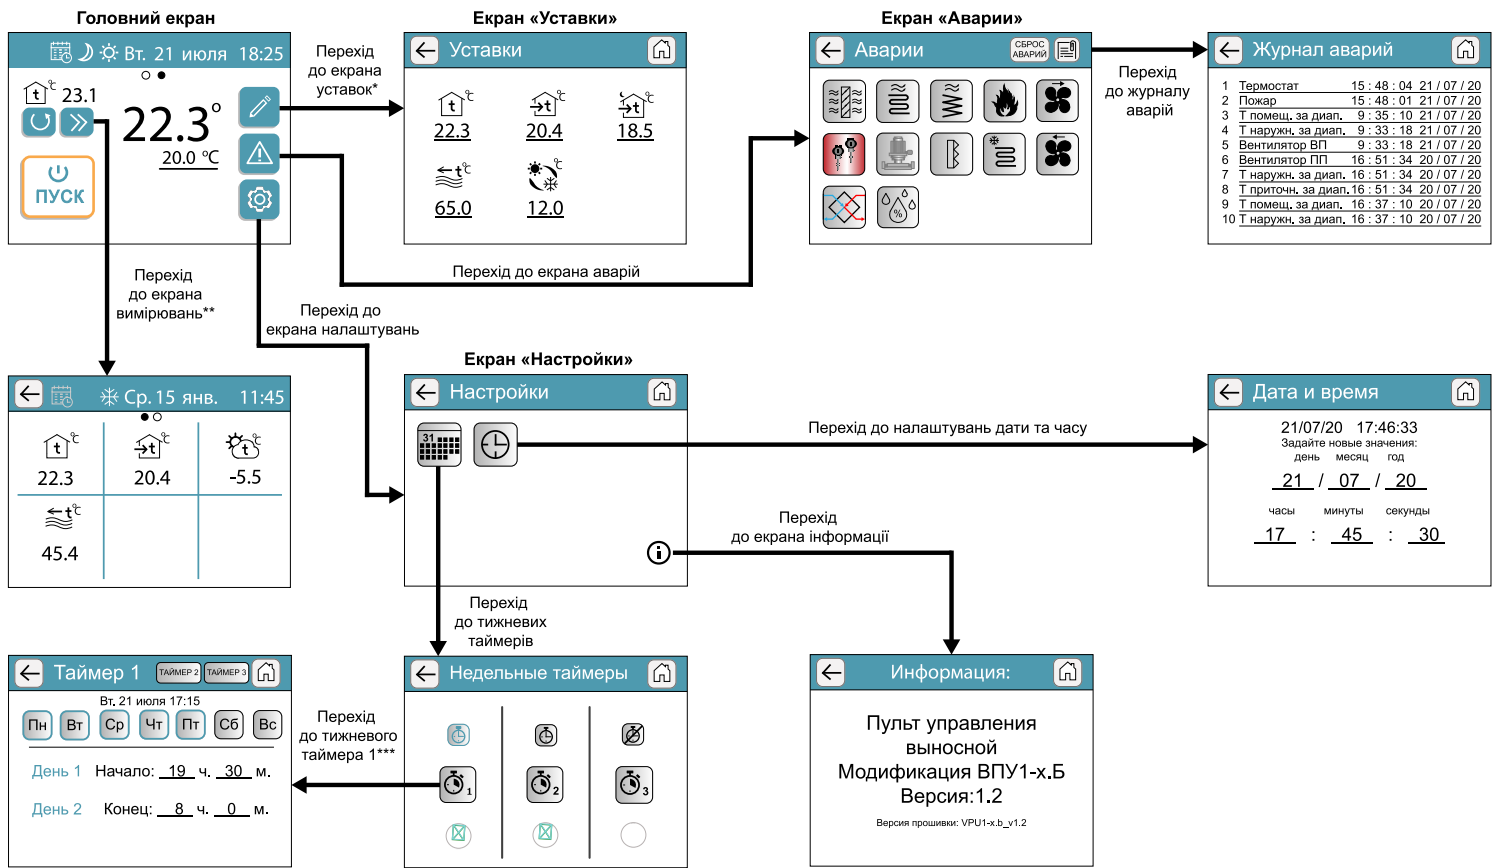 Головний екран
Вт. 21 июля 18:25
t °C 23.1
22.3°
20.0 °C
ПУСК
Перехід
до екрана
уставок*
Екран «Уставки»
Уставки
t °C
t °C
t °C
22.3 20.4 18.5
t °C
65.0 12.0
Екран «Аварии»
Аварии
СБРОС
АВАРИЙ
%
Перехід
до журналу
аварій
Журнал аварий
1 Термостат 15 : 48 : 04 21 / 07 / 20
2 Пожар 15 : 48 : 01 21 / 07 / 20
3 Т помещ. за диап. 9 : 35 : 10 21 / 07 / 20
4 Т наружн. за диап. 9 : 33 : 18 21 / 07 / 20
5 Вентилятор ВП 9 : 33 : 18 21 / 07 / 20
6 Вентилятор ПП 16 : 51 : 34 20 / 07 / 20
7 Т наружн. за диап. 16 : 51 : 34 20 / 07 / 20
8 Т приточн. за диап. 16 : 51 : 34 20 / 07 / 20
9 Т помещ. за диап. 16 : 37 : 10 20 / 07 / 20
10 Т наружн. за диап. 16 : 37 : 10 20 / 07 / 20
Перехід до екрана аварій
Перехід
до екрана
вимірювань**
Перехід до
екрана налаштувань
Ср. 15 янв. 11:45
t °C
t °C
t °C
22.3 20.4 -5.5
t °C
45.4
Екран «Настройки»
Настройки
31
Перехід до налаштувань дати та часу
Перехід
до екрана інформації
i
Дата и время
21/07/20 17:46:33
Задайте новые значения:
день месяц год
21 / 07 / 20
часы минуты секунды
17 : 45 : 30
Перехід
до тижневих
таймерів
Таймер 1
ТАЙМЕР 2 ТАЙМЕР 3
Вт. 21 июля 17:15
Пн Вт Ср Чт Пт Сб Вс
День 1 Начало: 19 ч. 30 м.
День 2 Конец: 8 ч. 0 м.
Перехід
до тижневого
таймера 1***
Недельные таймеры
1 2 3
Информация:
Пульт управления
выносной
Модификация ВПУ1-х.Б
Версия:1.2
Версия прошивки: VPU1-x.b_v1.2